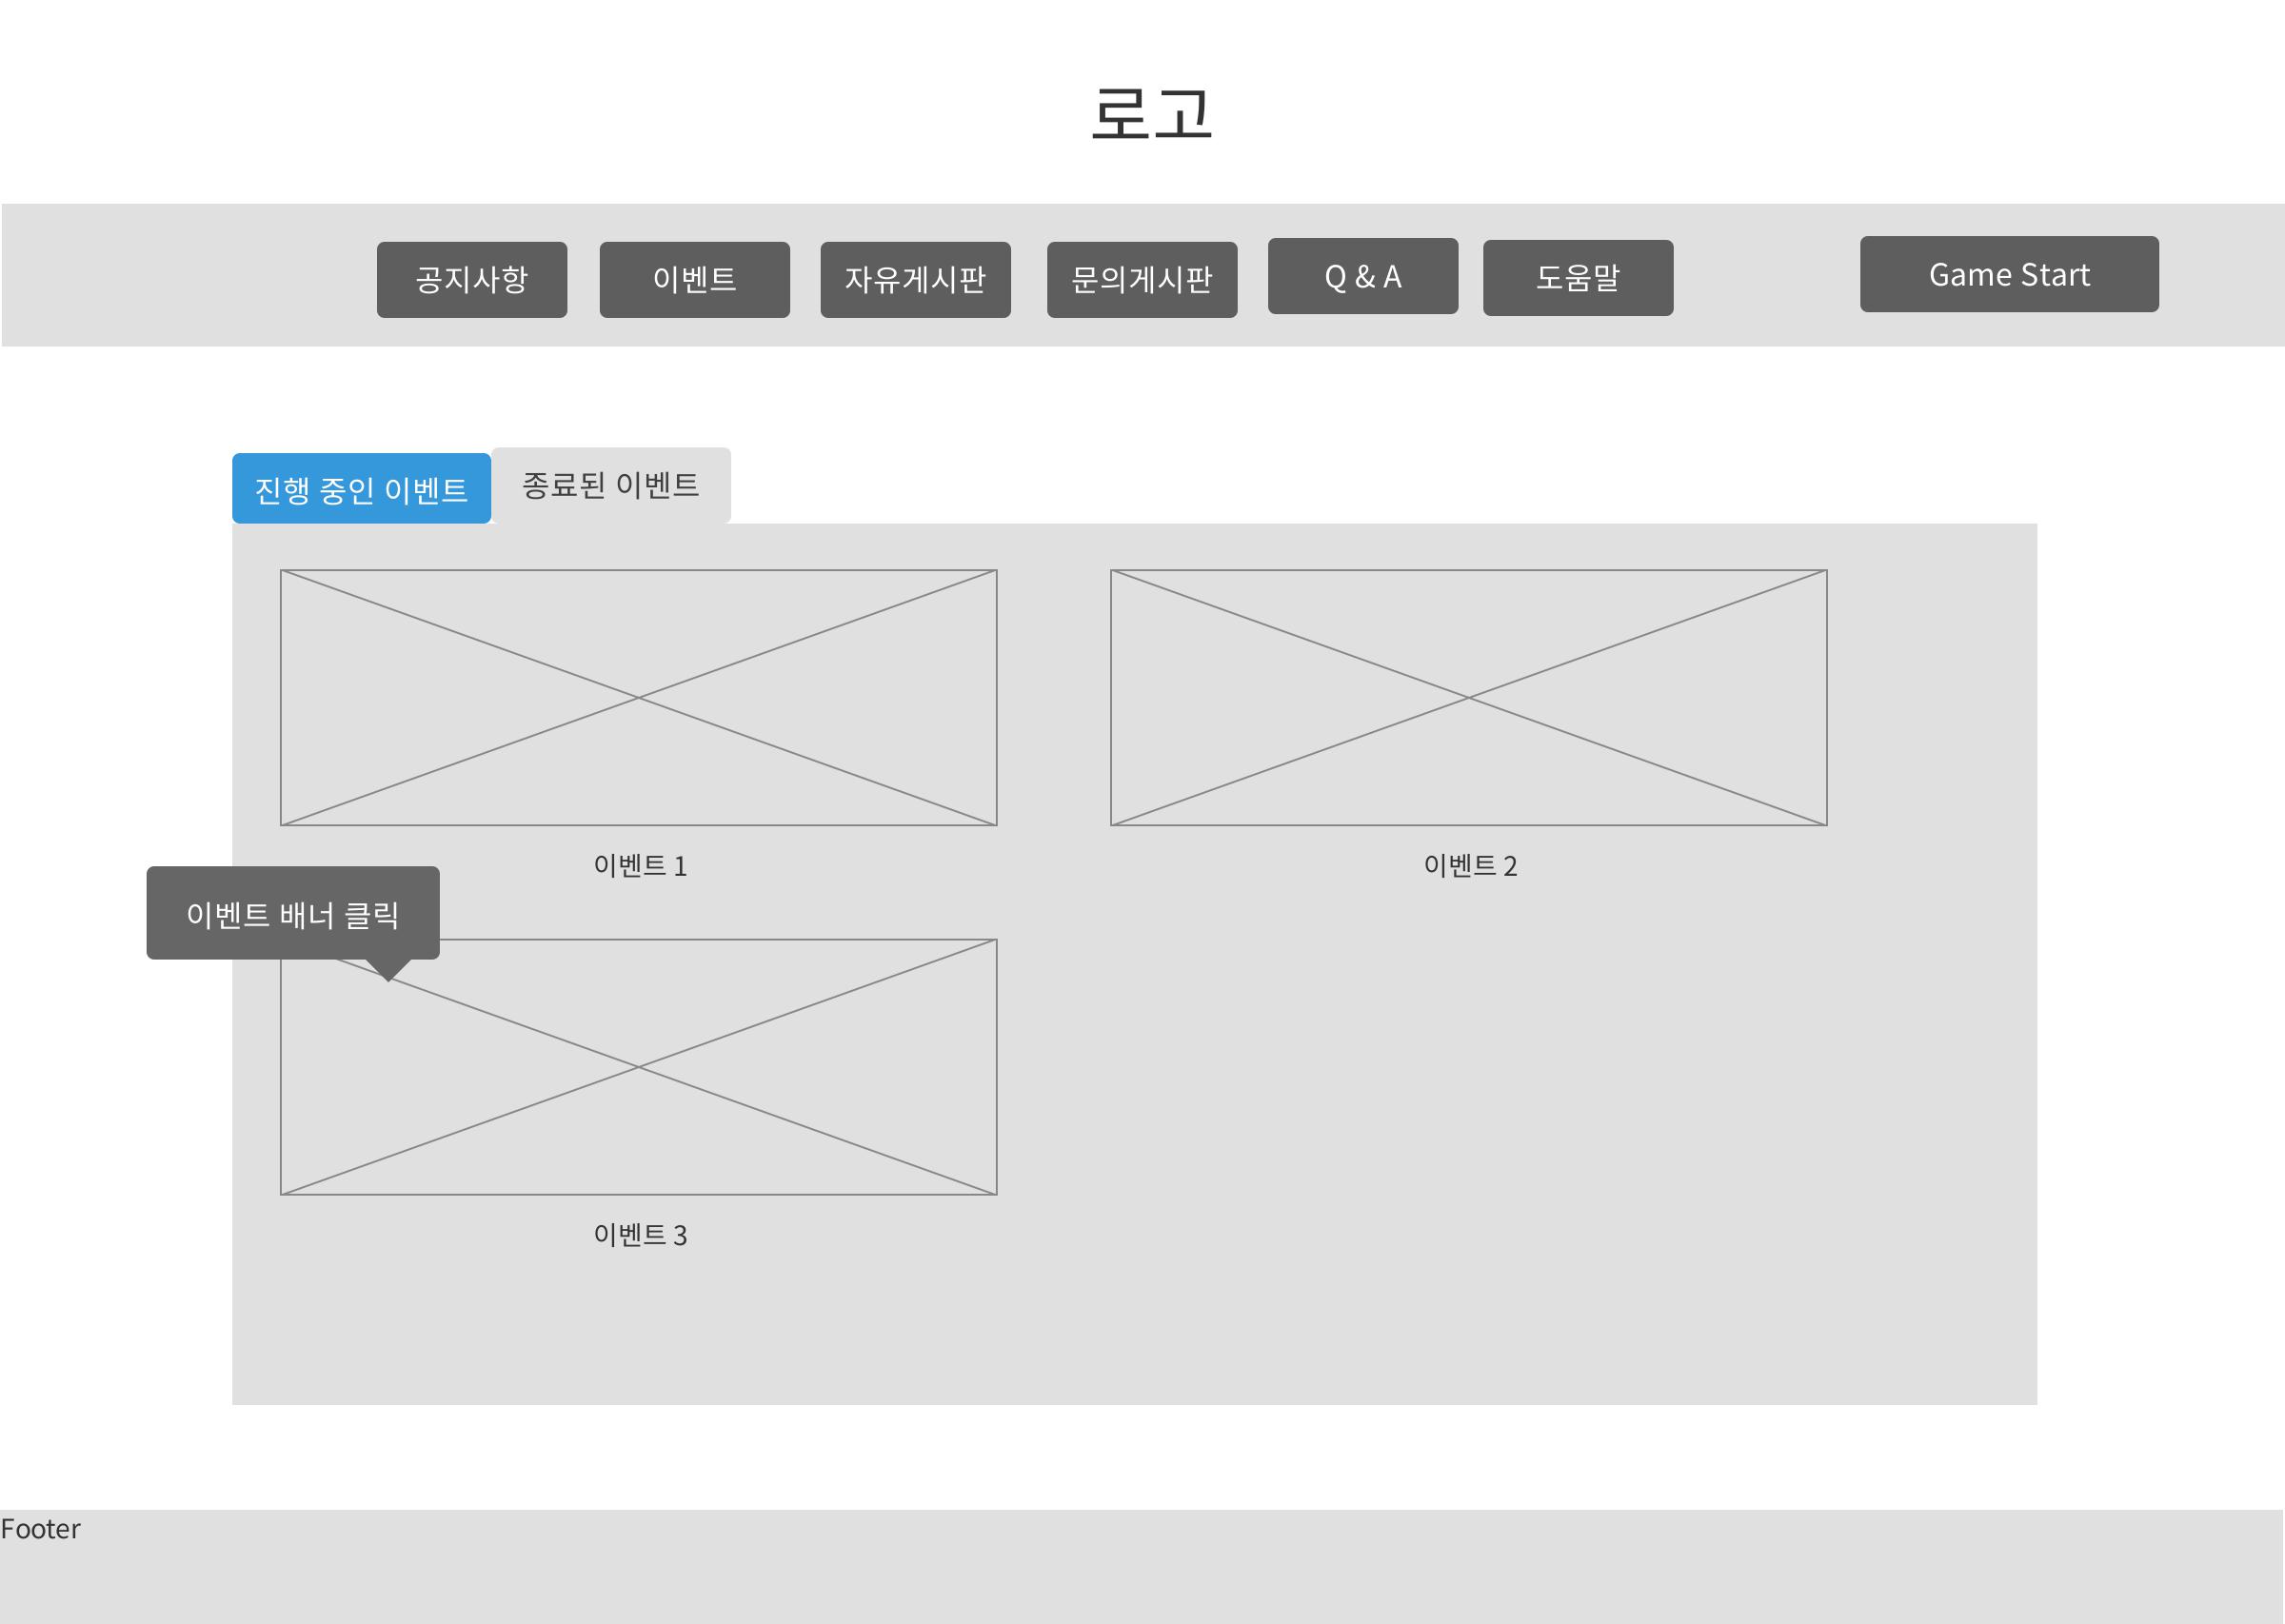 로고
공지사항
이벤트
자유게시판
문의게시판
Q & A
도움말
Game Start
진행 중인 이벤트
종료된 이벤트
이벤트 1
이벤트 2
이벤트 배너 클릭
이벤트 3
Footer